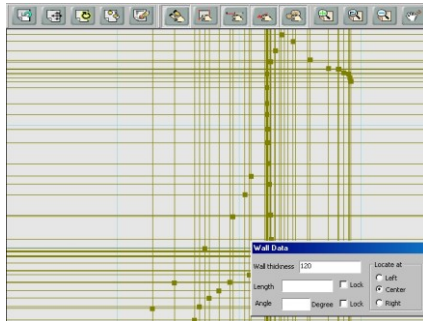 Wall Data
Wall thickness 120
Locate at
Left
Length Lock
Center
Angle Degree Lock
Right